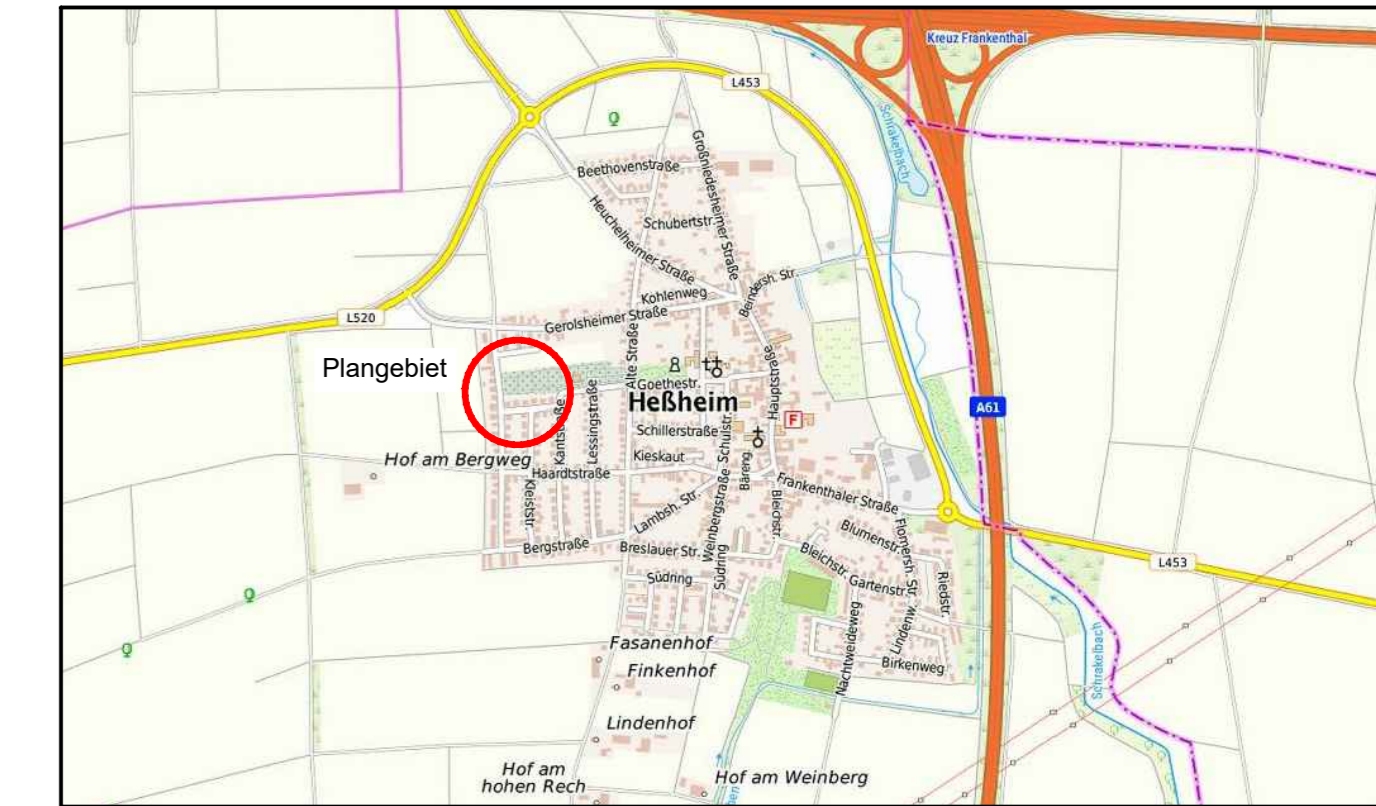 Kreuz Frankenthal
L453
Schrakelbach
Großniedesheimer Straße
Beethovenstraße
Heuchelheimer Straße
Schubertstr.
Beindersh. Str.
Kohlenweg
L520
Gerolsheimer Straße
Alte Straße
Plangebiet
Goethestr.
Hauptstraße
Heßheim
A61
Kantstraße
Lessingstraße
F
Schillerstraße
Schulstr.
Hof am Bergweg
Kieskaut
Bäreng.
Haardtstraße
Kleiststr.
Frankenthaler Straße
Lambsh. Str.
Weinbergstraße
Bleichstr.
Blumenstr.
Flomersh. Str.
Bergstraße
Breslauer Str.
Bleichstr.
L453
Südring
Südring
Gartenstr.
Riedstr.
Lindenw.
Nachtweideweg
Fasanenhof
Birkenweg
Schrakelbach
Finkenhof
Lindenhof
Hof am
hohen Rech
Hof am Weinberg